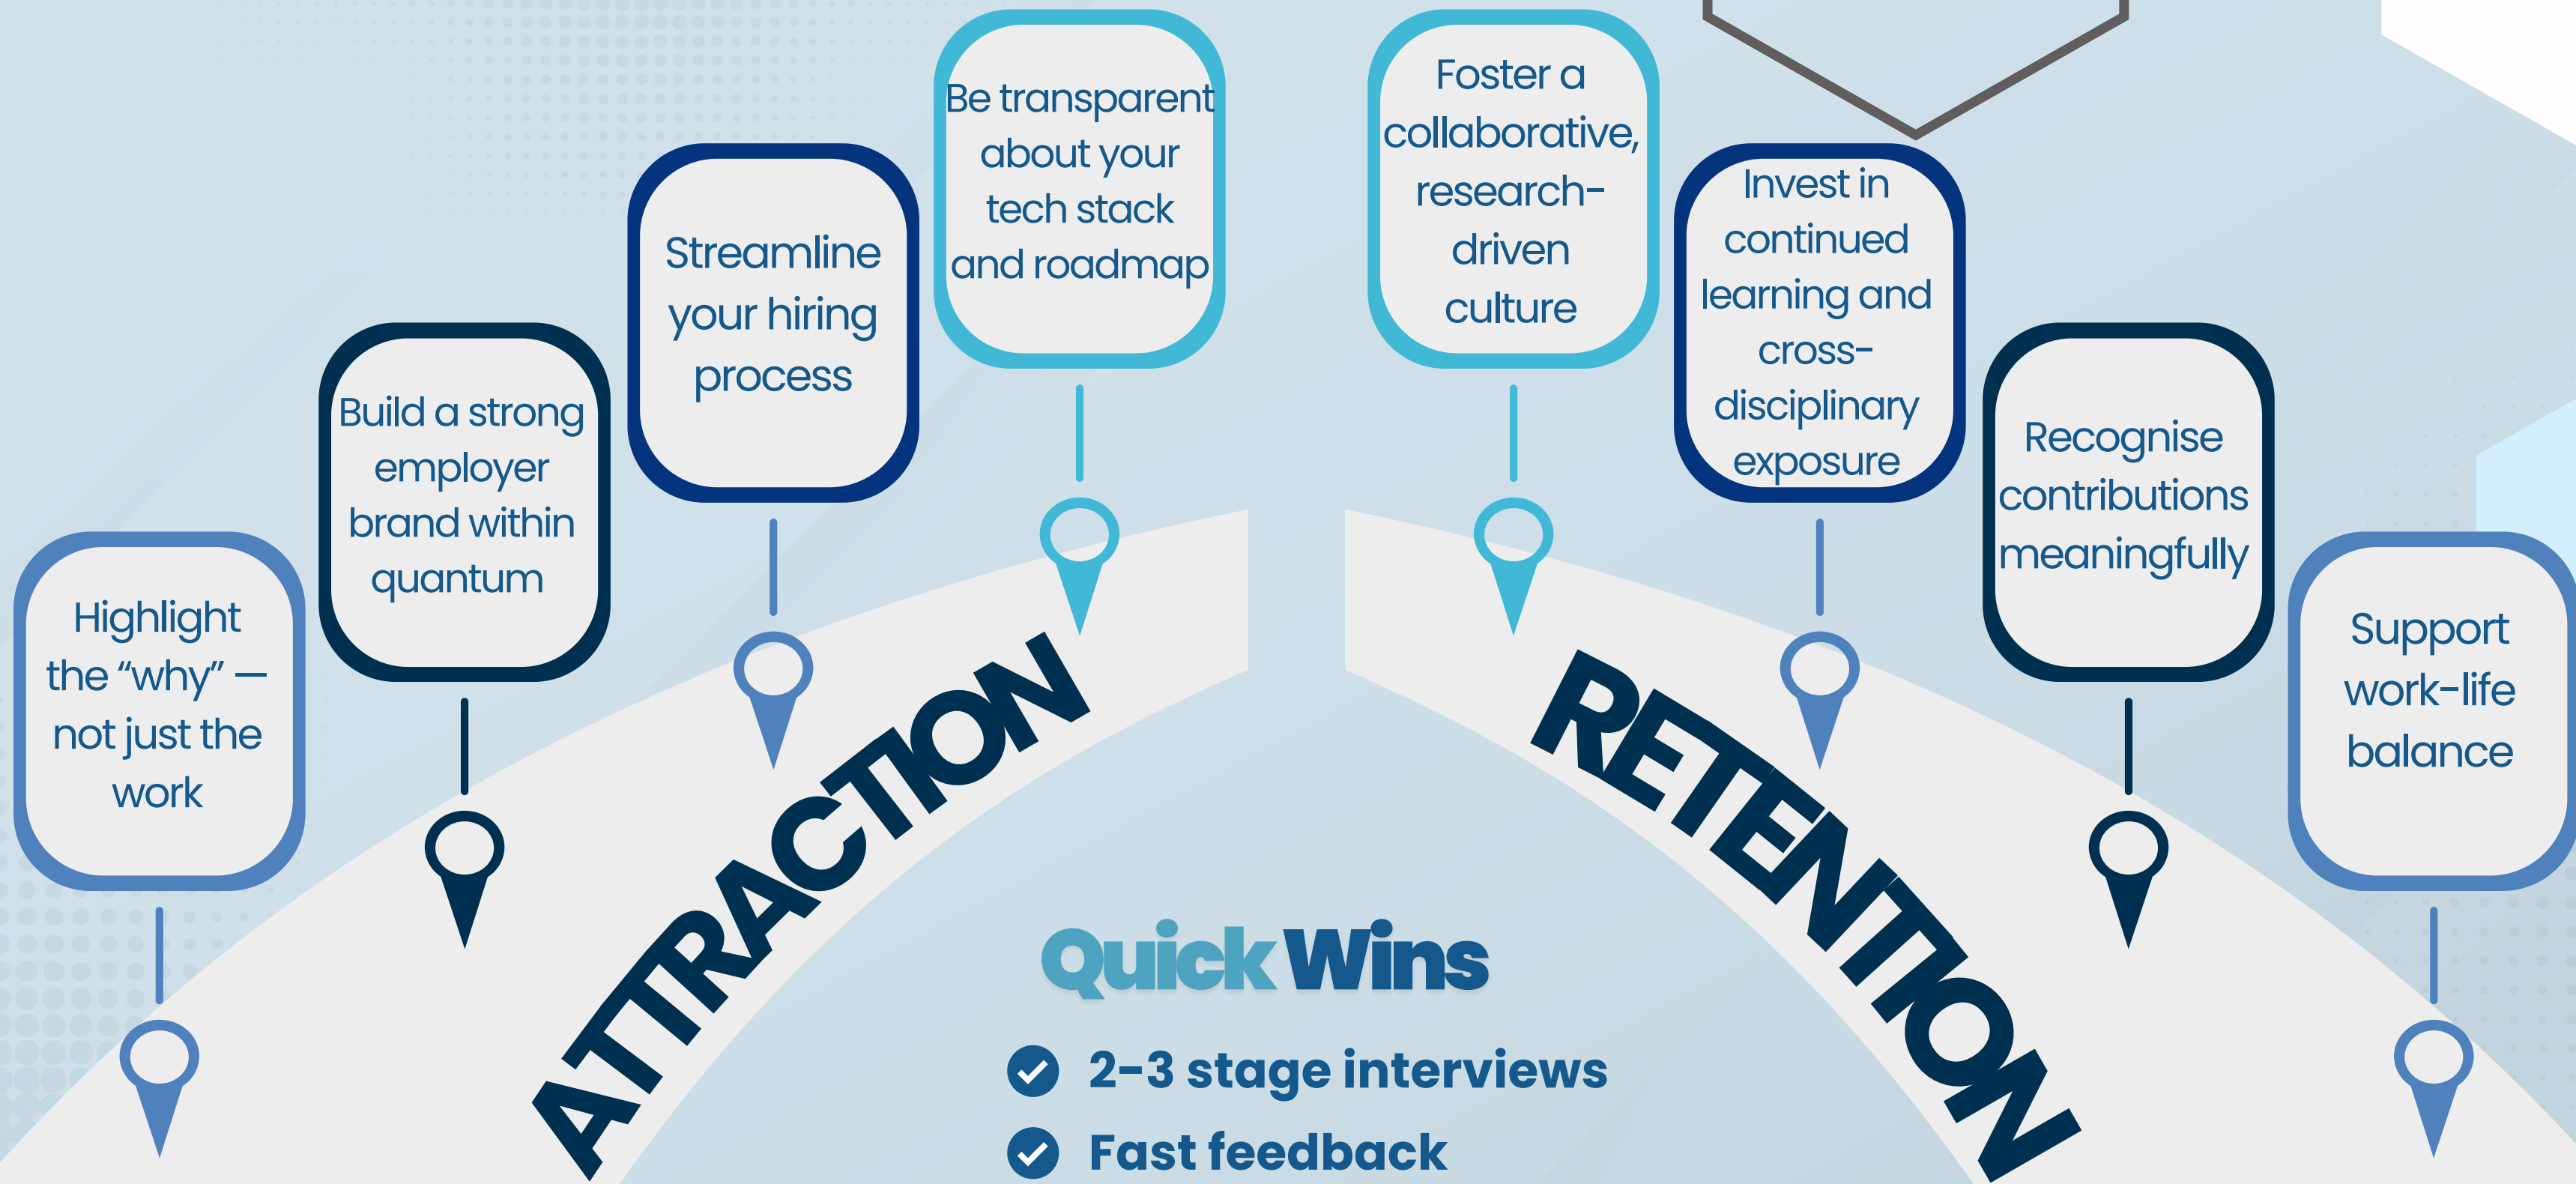 Highlight
the “why” —
not just the
work
Build a strong
employer
brand within
quantum
Streamline
your hiring
process
Be transparent
about your
tech stack
and roadmap
Foster a
collaborative,
research-
driven
culture
Invest in
continued
learning and
cross-
disciplinary
exposure
Recognise
contributions
meaningfully
Support
work-life
balance
ATTRACTION
RETENTION
Quick Wins
2-3 stage interviews
Fast feedback